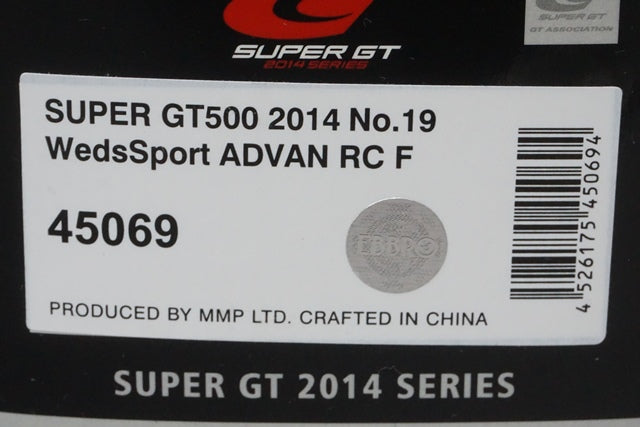 SUPER GT
2014 SERIES
SUPER GT
GT ASSOCIATION
SUPER GT500 2014 No.19
WedsSport ADVAN RC F
45069
EBBRO
4 526175 450694
PRODUCED BY MMP LTD. CRAFTED IN CHINA
SUPER GT 2014 SERIES